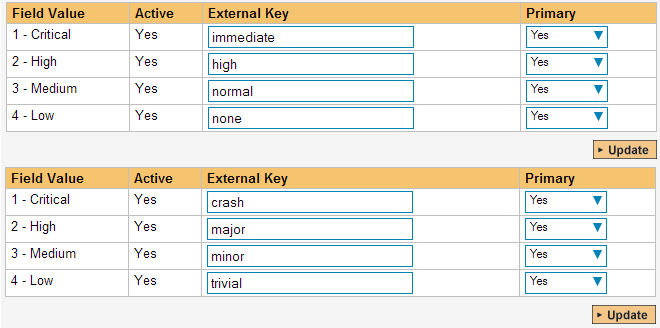 Field Value Active External Key Primary
1 - Critical Yes immediate Yes
2 - High Yes high Yes
3 - Medium Yes normal Yes
4 - Low Yes none Yes
Update
Field Value Active External Key Primary
1 - Critical Yes crash Yes
2 - High Yes major Yes
3 - Medium Yes minor Yes
4 - Low Yes trivial Yes
Update